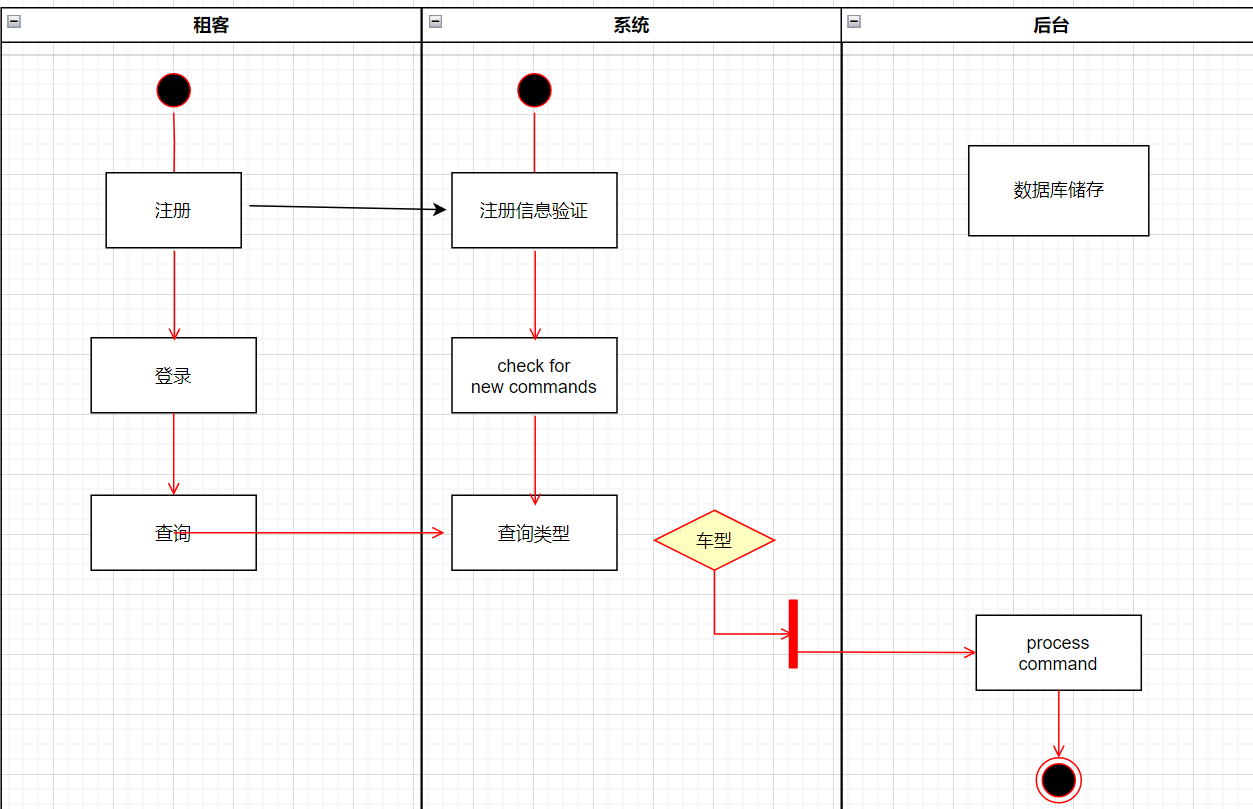 租客
系统
后台
注册
注册信息验证
数据库储存
登录
check for
new commands
查询
查询类型
车型
process
command